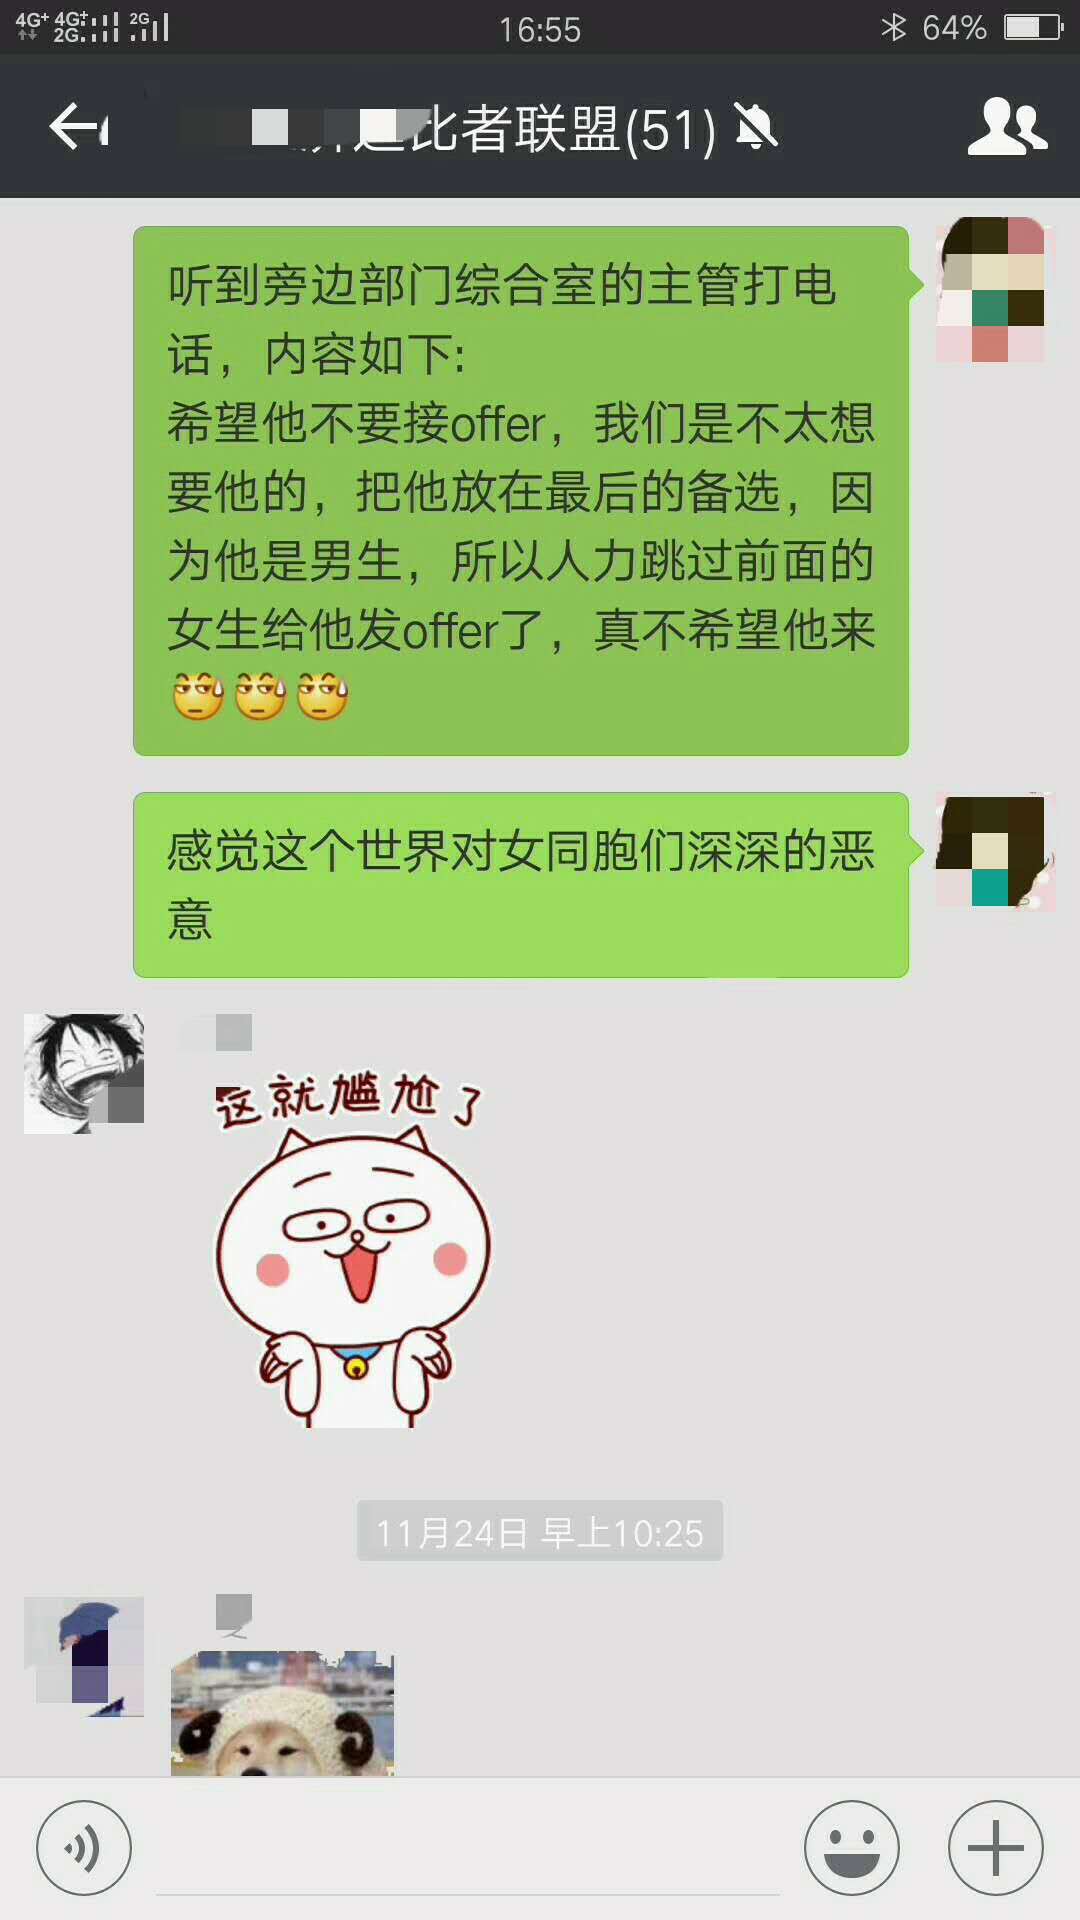 4G+ 4G+ 2G 2G
16:55
64%
比者联盟(51)
听到旁边部门综合室的主管打电
话，内容如下:
希望他不要接offer，我们是不太想
要他的，把他放在最后的备选，因
为他是男生，所以人力跳过前面的
女生给他发offer了，真不希望他来
感觉这个世界对女同胞们深深的恶
意
这就尴尬了
11月24日 早上10:25